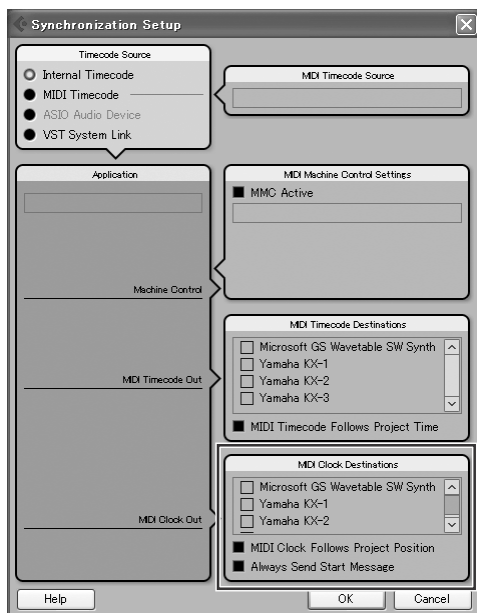 Synchronization Setup
Timecode Source
Internal Timecode
MIDI Timecode
ASIO Audio Device
VST System Link
MIDI Timecode Source
Application
Machine Control
MIDI Timecode Out
MIDI Clock Out
MIDI Machine Control Settings
MMC Active
MIDI Timecode Destinations
Microsoft GS Wavetable SW Synth
Yamaha KX-1
Yamaha KX-2
Yamaha KX-3
MIDI Timecode Follows Project Time
MIDI Clock Destinations
Microsoft GS Wavetable SW Synth
Yamaha KX-1
Yamaha KX-2
MIDI Clock Follows Project Position
Always Send Start Message
Help
OK
Cancel